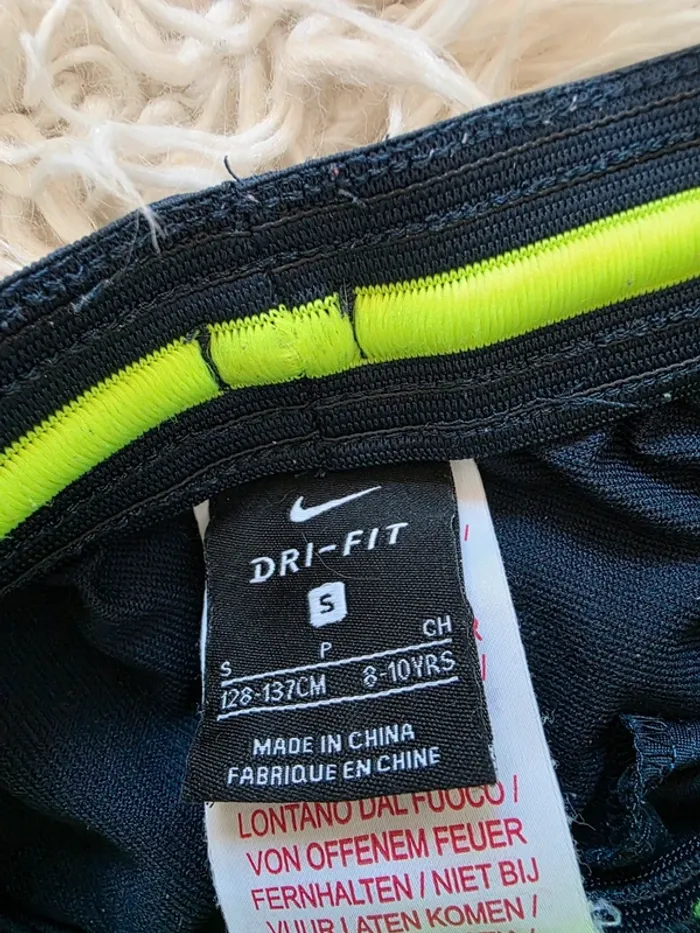 DRI-FIT
S
S P CH
128-137CM 8-10YRS
MADE IN CHINA
FABRIQUE EN CHINE
LONTANO DAL FUOCO /
VON OFFENEM FEUER
FERNHALTEN / NIET BIJ
VUUR LATEN KOMEN /